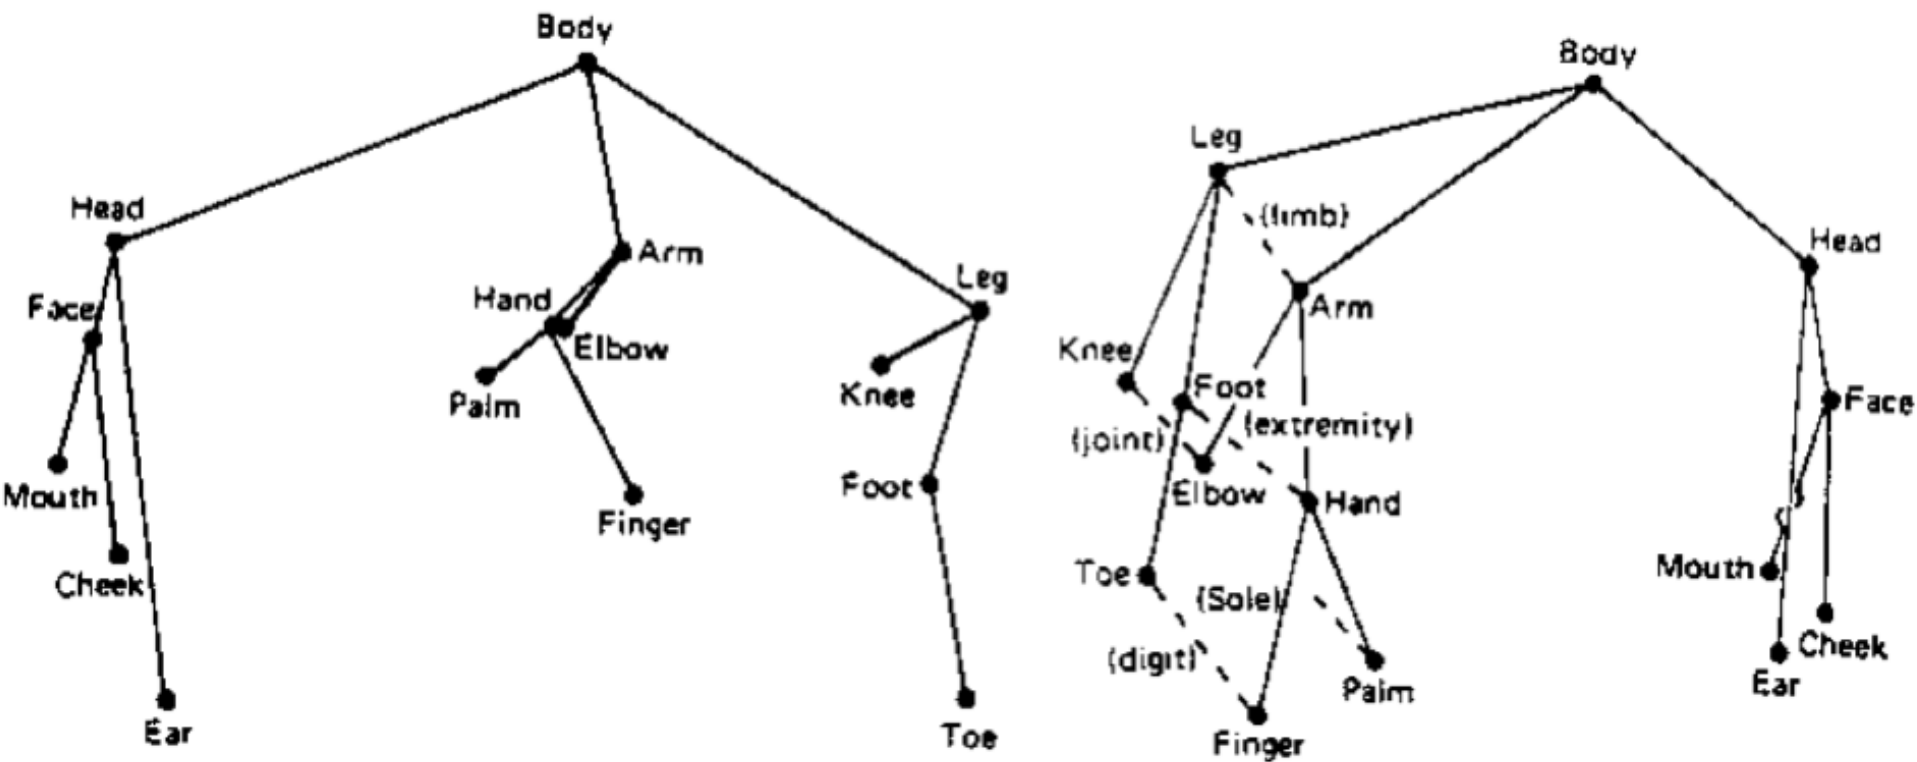 Body
Head
Arm
Leg
Hand
Face
Elbow
Knee
Palm
Foot
Mouth
Finger
Cheek
Ear
Toe
Body
Leg
(limb)
Head
Arm
Knee
Foot
Face
(extremity)
(joint)
Elbow
Hand
Mouth
Toe
(Sole)
Cheek
(digit)
Palm
Ear
Finger